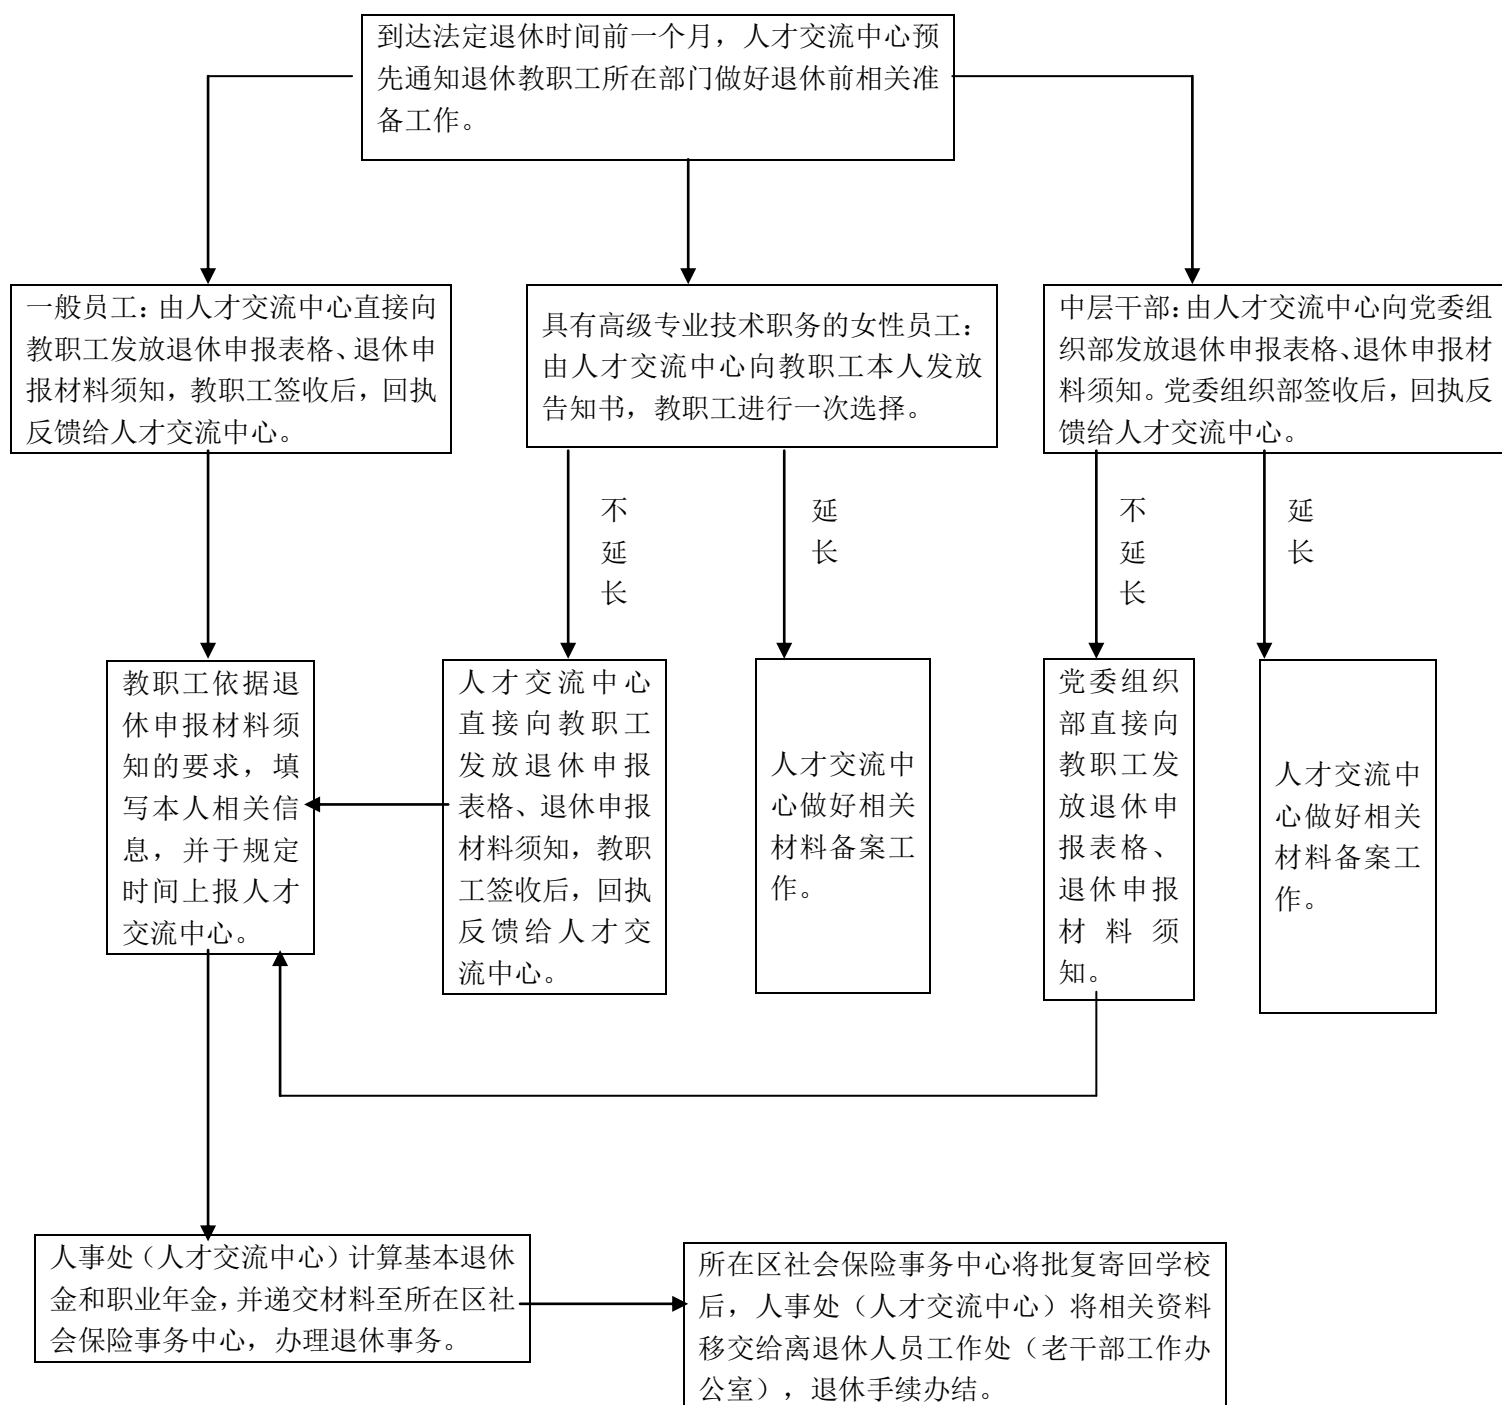 到达法定退休时间前一个月，人才交流中心预
先通知退休教职工所在部门做好退休前相关准
备工作。
一般员工：由人才交流中心直接向
教职工发放退休申报表格、退休申
报材料须知，教职工签收后，回执
反馈给人才交流中心。
具有高级专业技术职务的女性员工：
由人才交流中心向教职工本人发放
告知书，教职工进行一次选择。
中层干部：由人才交流中心向党委组
织部发放退休申报表格、退休申报材
料须知。党委组织部签收后，回执反
馈给人才交流中心。
不
延
长
延
长
不
延
长
延
长
教职工依据退
休申报材料须
知的要求，填
写本人相关信
息，并于规定
时间上报人才
交流中心。
人才交流中心
直接向教职工
发放退休申报
表格、退休申报
材料须知，教职
工签收后，回执
反馈给人才交
流中心。
人才交流中
心做好相关
材料备案工
作。
党委组织
部直接向
教职工发
放退休申
报表格、
退休申报
材料须
知。
人才交流中
心做好相关
材料备案工
作。
人事处（人才交流中心）计算基本退休
金和职业年金，并递交材料至所在区社
会保险事务中心，办理退休事务。
所在区社会保险事务中心将批复寄回学校
后，人事处（人才交流中心）将相关资料
移交给离退休人员工作处（老干部工作办
公室），退休手续办结。